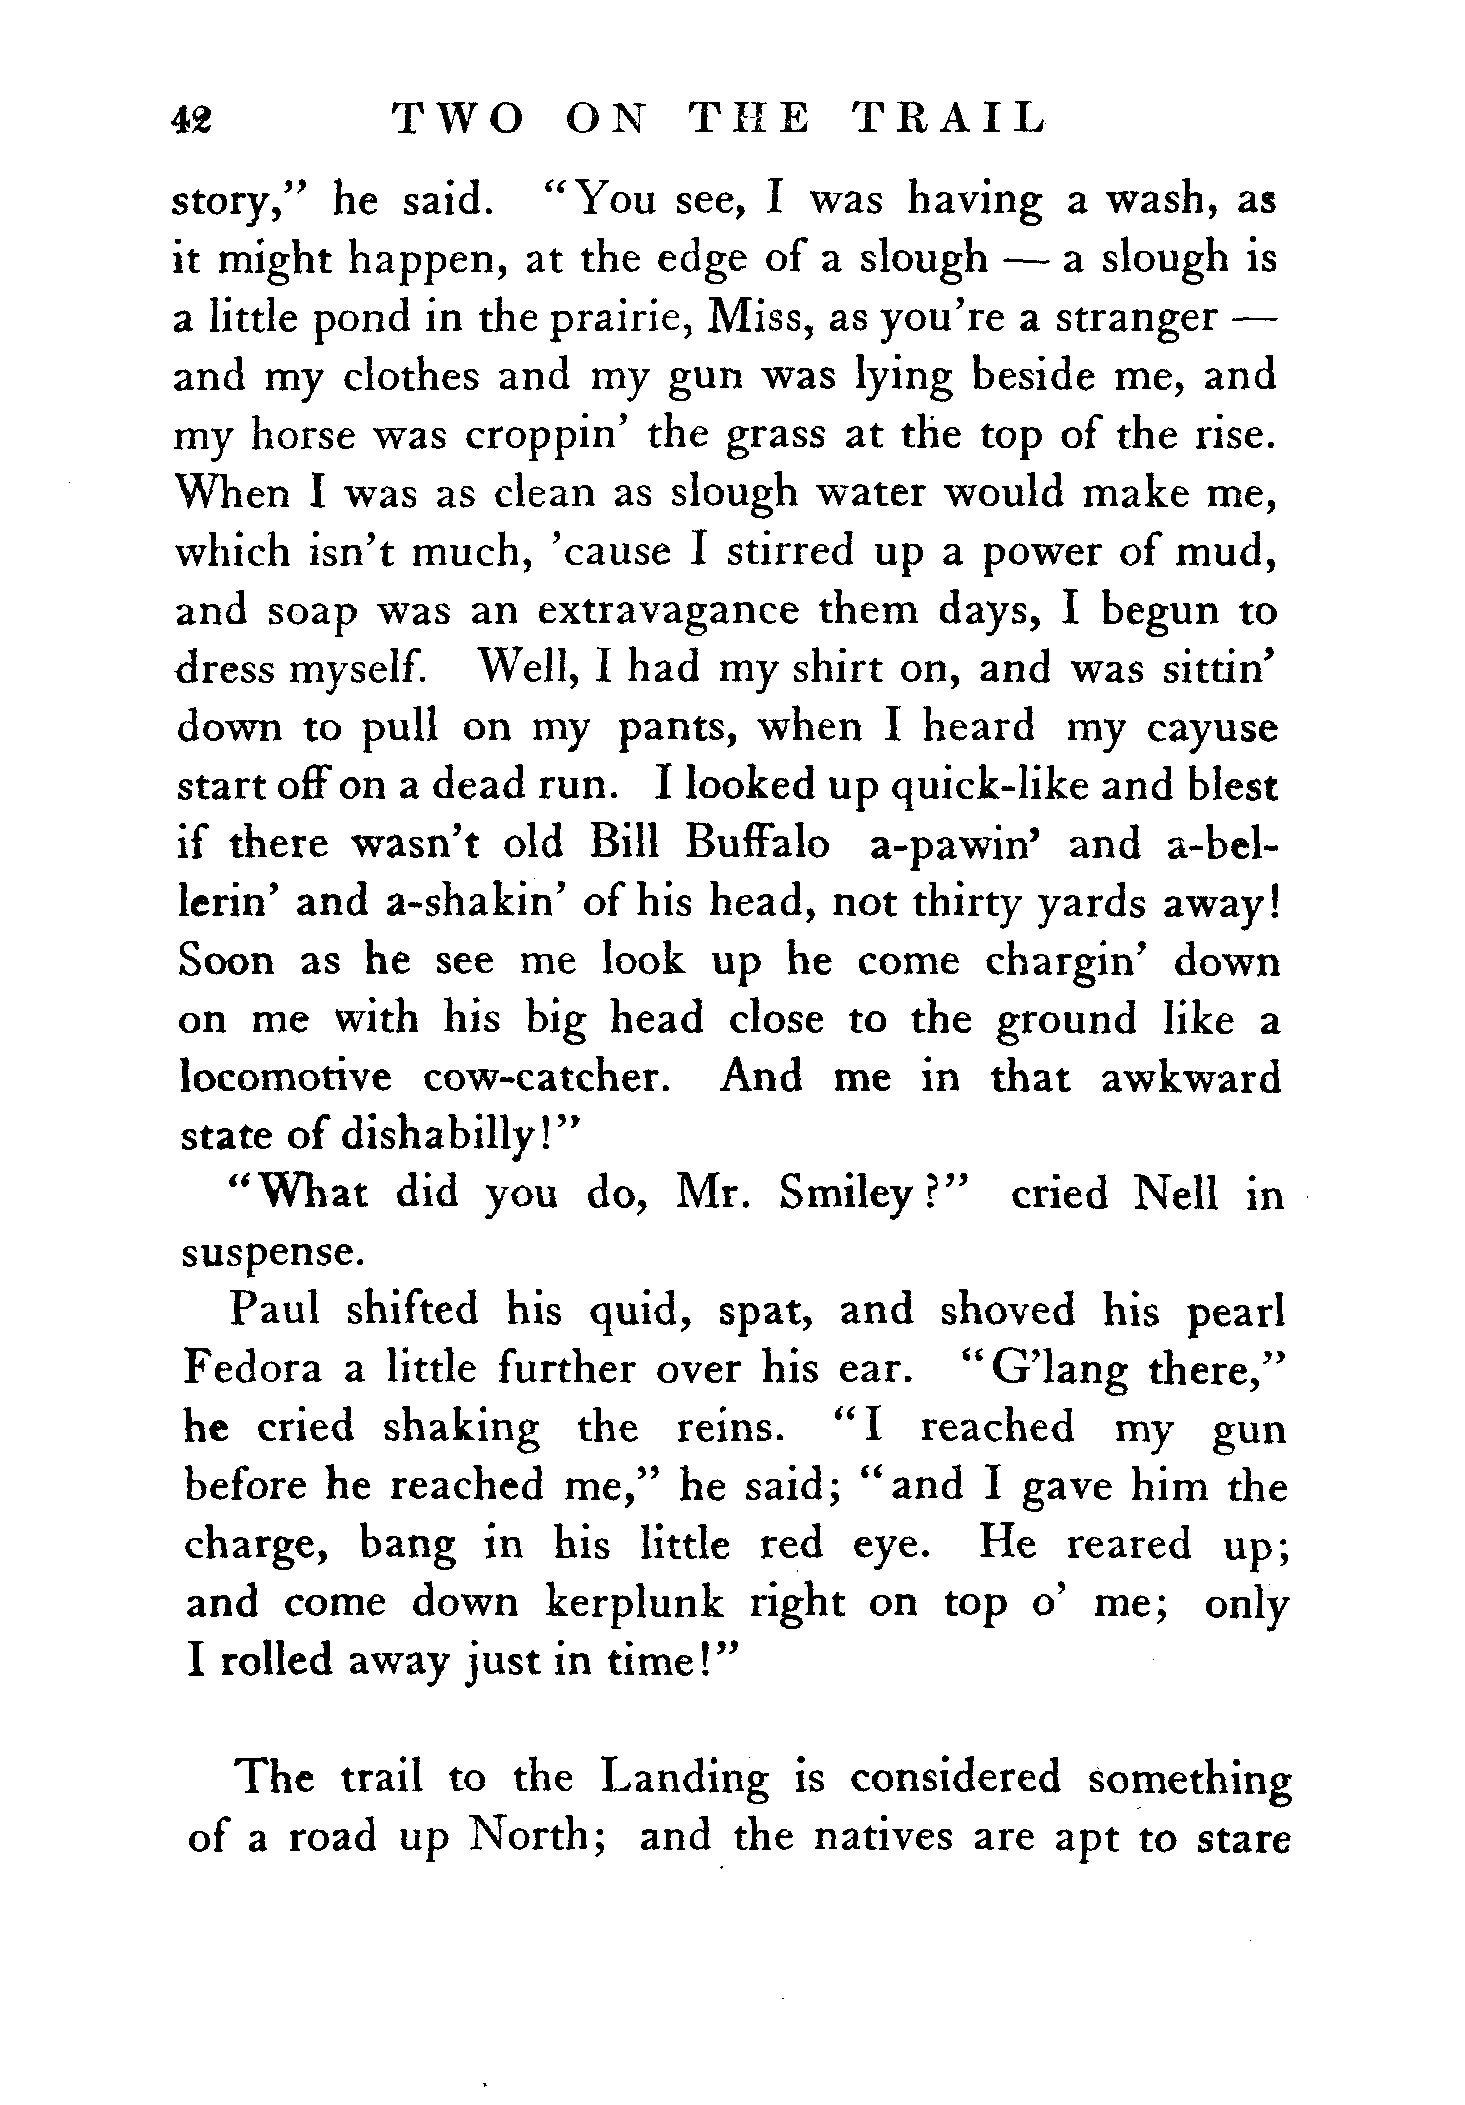 42 TWO ON THE TRAIL
story,” he said. “You see, I was having a wash, as
it might happen, at the edge of a slough — a slough is
a little pond in the prairie, Miss, as you’re a stranger —
and my clothes and my gun was lying beside me, and
my horse was croppin’ the grass at the top of the rise.
When I was as clean as slough water would make me,
which isn’t much, ’cause I stirred up a power of mud,
and soap was an extravagance them days, I begun to
dress myself. Well, I had my shirt on, and was sittin’
down to pull on my pants, when I heard my cayuse
start off on a dead run. I looked up quick-like and blest
if there wasn’t old Bill Buffalo a-pawin’ and a-bel-
lerin’ and a-shakin’ of his head, not thirty yards away!
Soon as he see me look up he come chargin’ down
on me with his big head close to the ground like a
locomotive cow-catcher. And me in that awkward
state of dishabilly!”
“What did you do, Mr. Smiley?” cried Nell in
suspense.
Paul shifted his quid, spat, and shoved his pearl
Fedora a little further over his ear. “G’lang there,”
he cried shaking the reins. “I reached my gun
before he reached me,” he said; “and I gave him the
charge, bang in his little red eye. He reared up;
and come down kerplunk right on top o’ me; only
I rolled away just in time!”
The trail to the Landing is considered something
of a road up North; and the natives are apt to stare